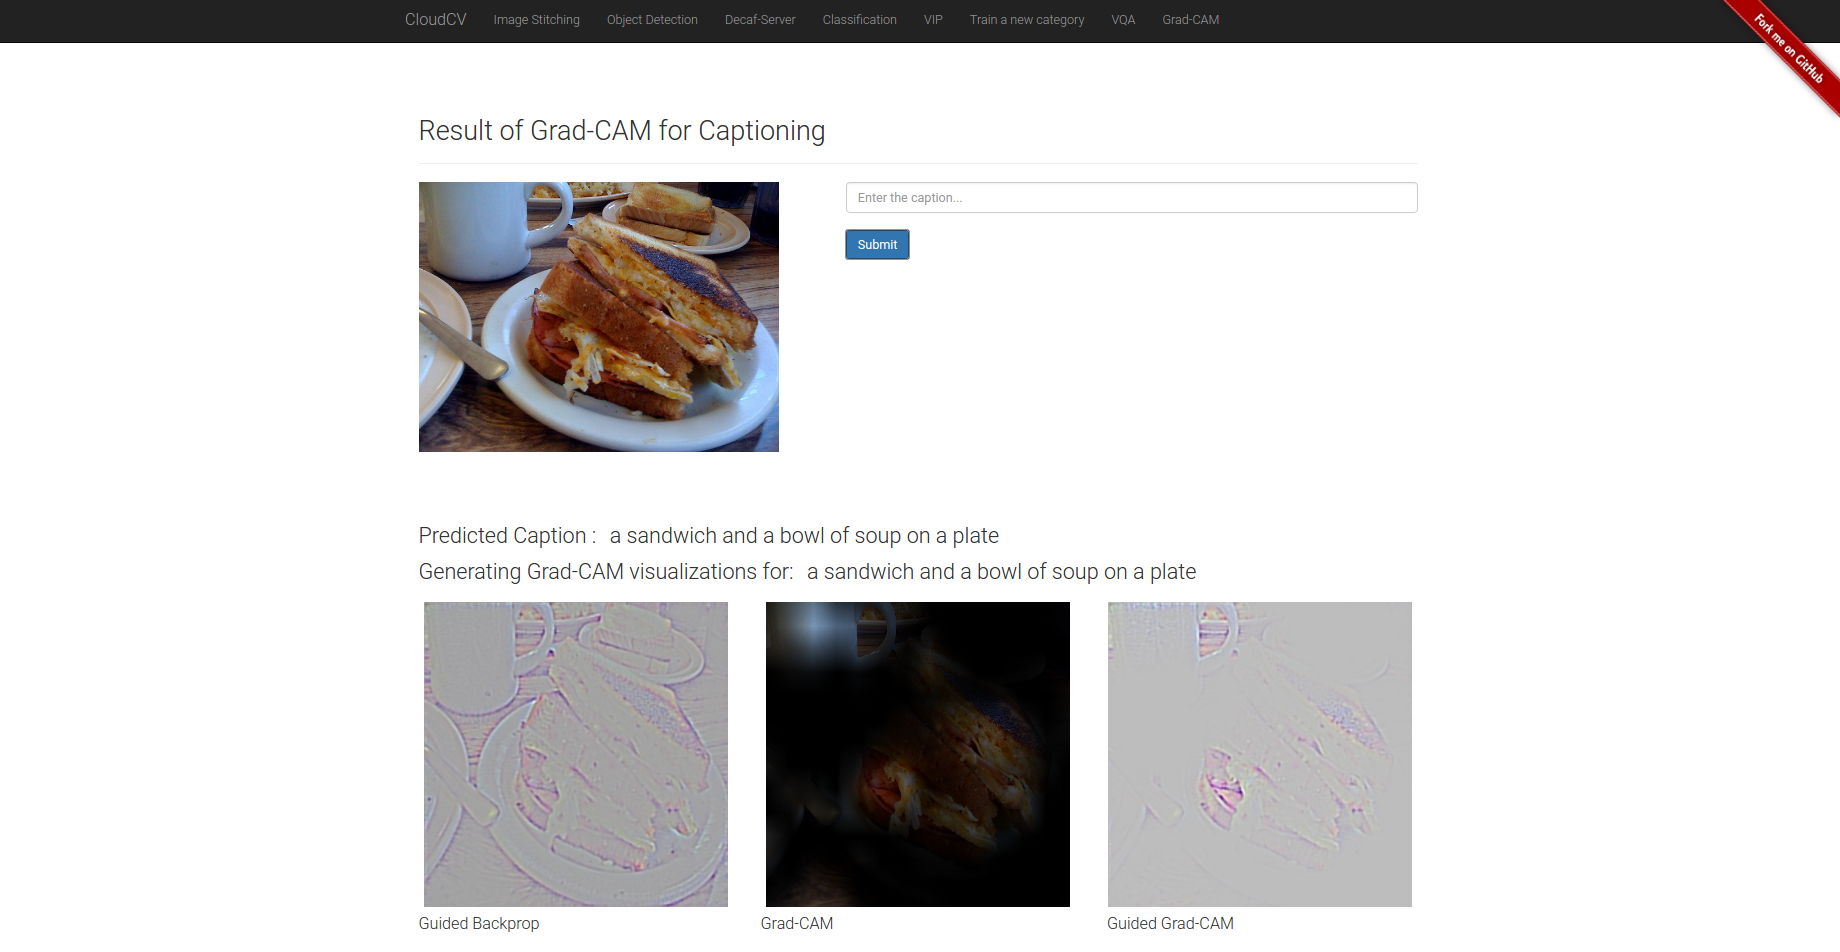 CloudCV Image Stitching Object Detection Decaf-Server Classification VIP Train a new category VQA Grad-CAM
Fork me on GitHub
Result of Grad-CAM for Captioning
Enter the caption...
Submit
Predicted Caption : a sandwich and a bowl of soup on a plate
Generating Grad-CAM visualizations for: a sandwich and a bowl of soup on a plate
Guided Backprop Grad-CAM Guided Grad-CAM